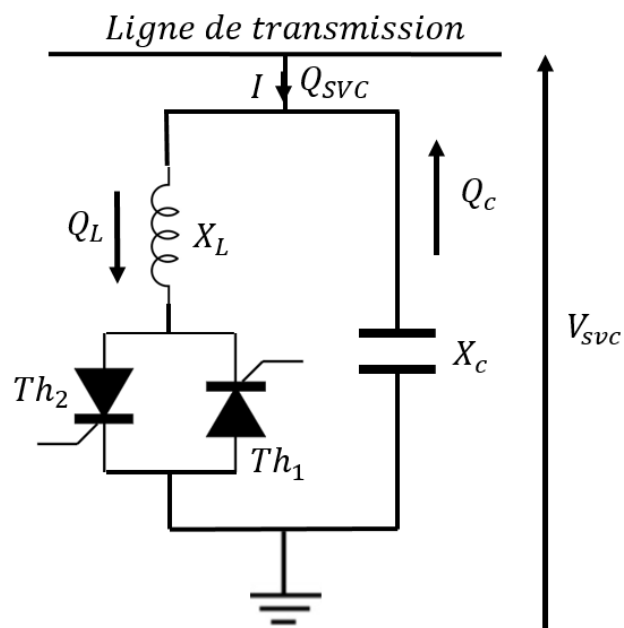 Ligne de transmission
I Q_SVC
Q_L
X_L
Q_c
Th_2
X_c
V_svc
Th_1